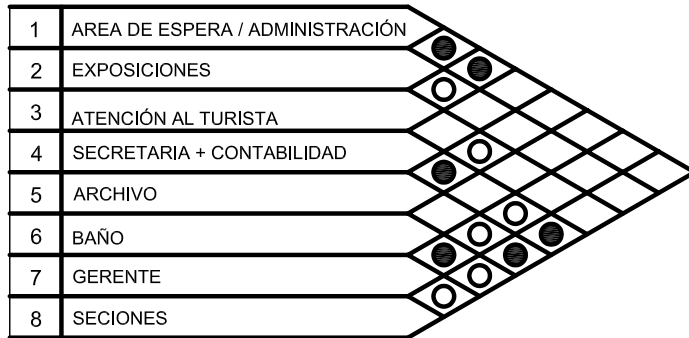 1 AREA DE ESPERA / ADMINISTRACIÓN
2 EXPOSICIONES
3 ATENCIÓN AL TURISTA
4 SECRETARIA + CONTABILIDAD
5 ARCHIVO
6 BAÑO
7 GERENTE
8 SECIONES